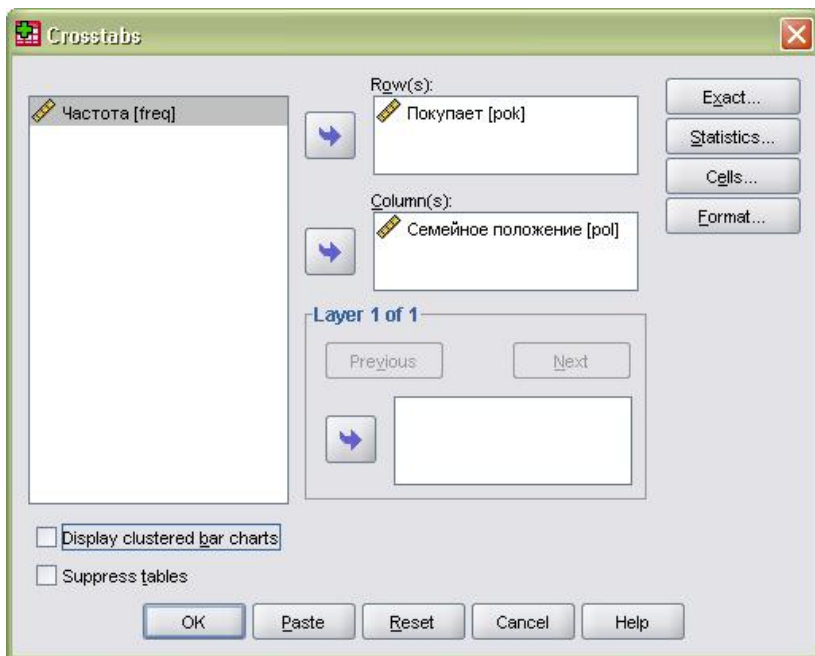 Crosstabs
Частота [freq]
Row(s):
Покупает [pok]
Column(s):
Семейное положение [pol]
Layer 1 of 1
Previous
Next
Exact...
Statistics...
Cells...
Format...
Display clustered bar charts
Suppress tables
OK
Paste
Reset
Cancel
Help